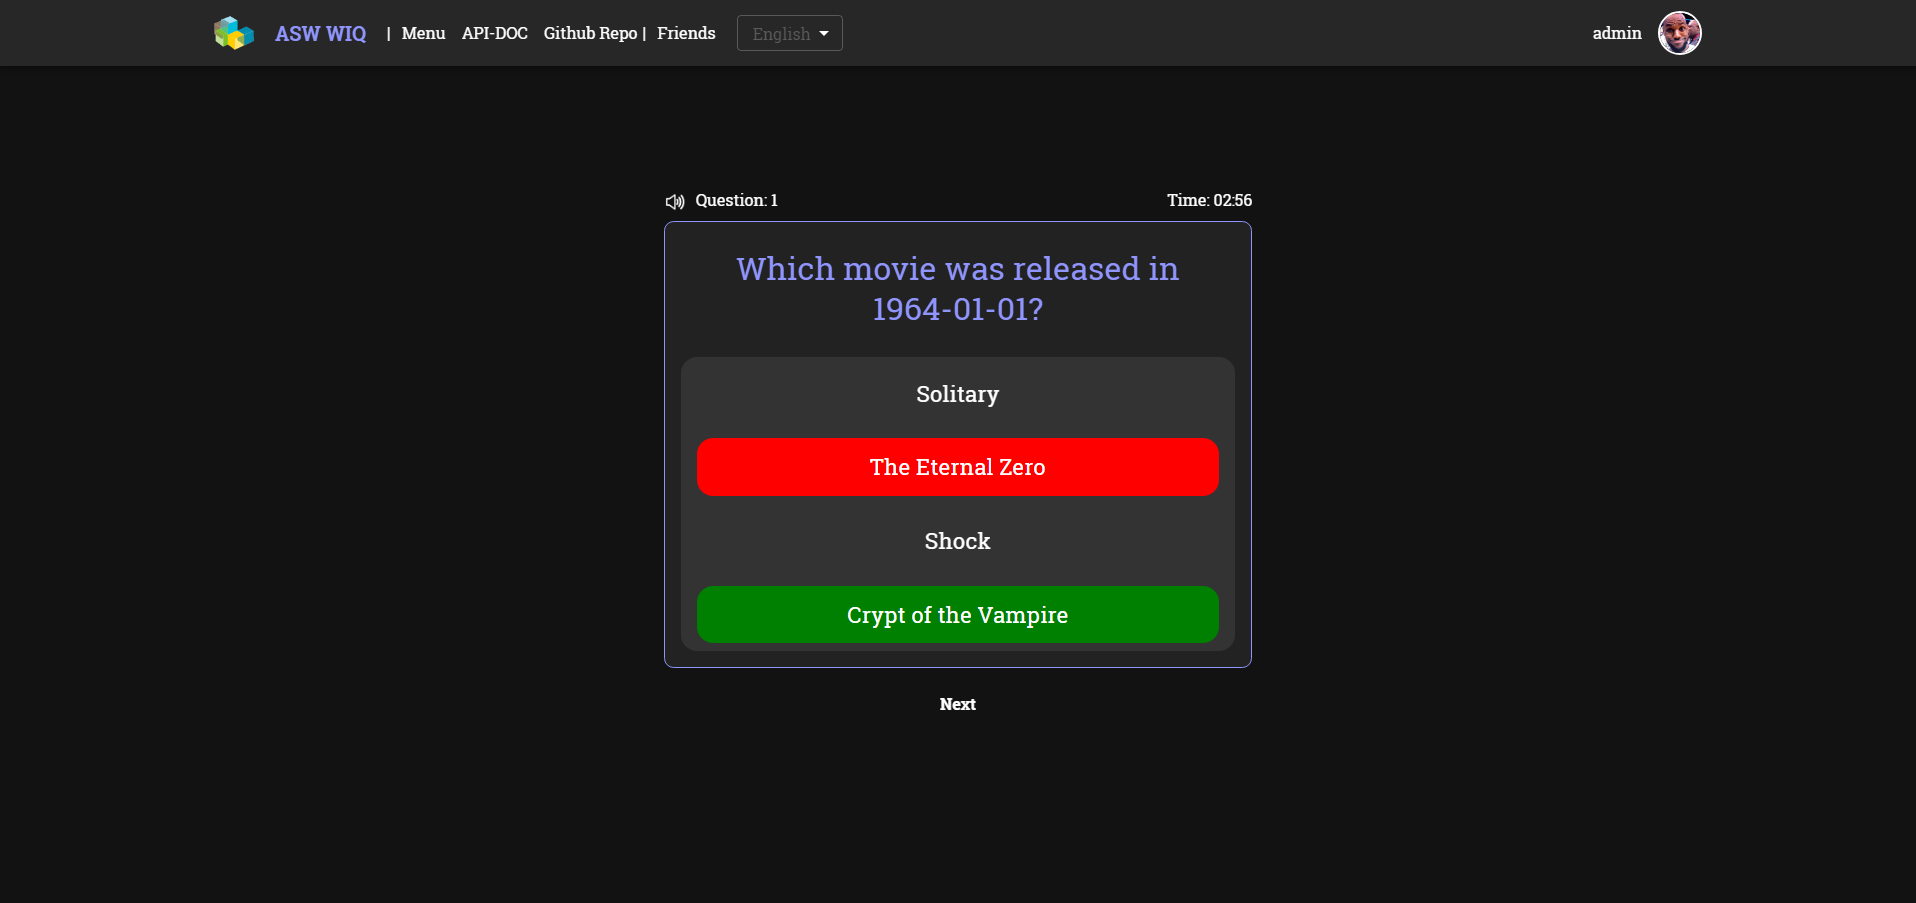 ASW WIQ | Menu API-DOC Github Repo | Friends English admin
Question: 1 Time: 02:56
Which movie was released in
1964-01-01?
Solitary
The Eternal Zero
Shock
Crypt of the Vampire
Next